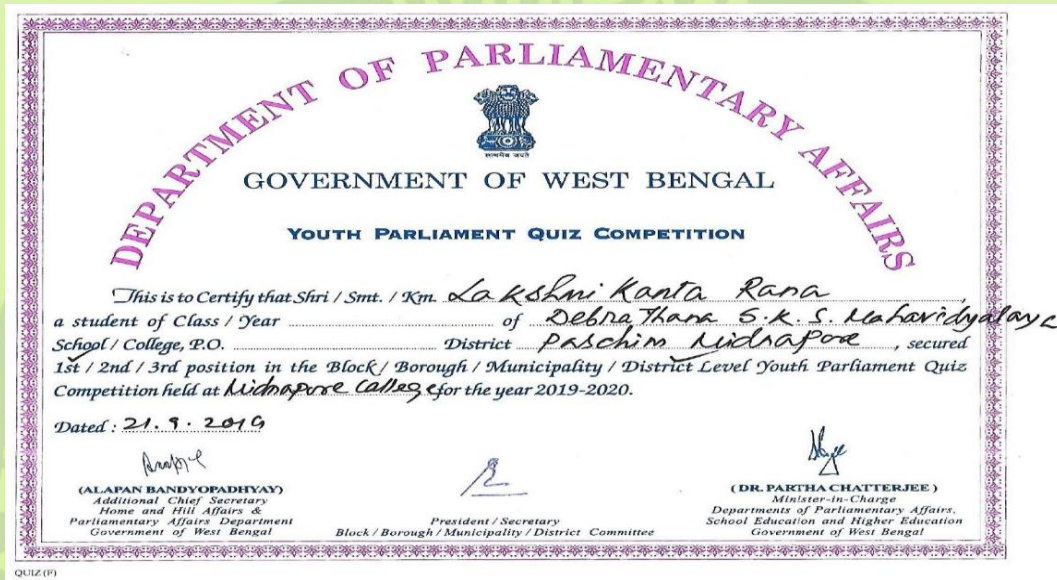 DEPARTMENT OF PARLIAMENTARY AFFAIRS
सत्यमेव जयते
GOVERNMENT OF WEST BENGAL
YOUTH PARLIAMENT QUIZ COMPETITION
This is to Certify that Shri / Smt. / Km. Lakshmi Kanta Rana
a student of Class / Year of Debra Thana S.K.S. Mahavidyalaya
School / College, P.O. District Paschim Midnapore, secured
1st / 2nd / 3rd position in the Block / Borough / Municipality / District Level Youth Parliament Quiz
Competition held at Midnapore College for the year 2019-2020.
Dated : 21.9.2019
(ALAPAN BANDYOPADHYAY)
Additional Chief Secretary
Home and Hill Affairs &
Parliamentary Affairs Department
Government of West Bengal
President / Secretary
Block / Borough / Municipality / District Committee
(DR. PARTHA CHATTERJEE)
Minister-in-Charge
Departments of Parliamentary Affairs,
School Education and Higher Education
Government of West Bengal
QUIZ (F)